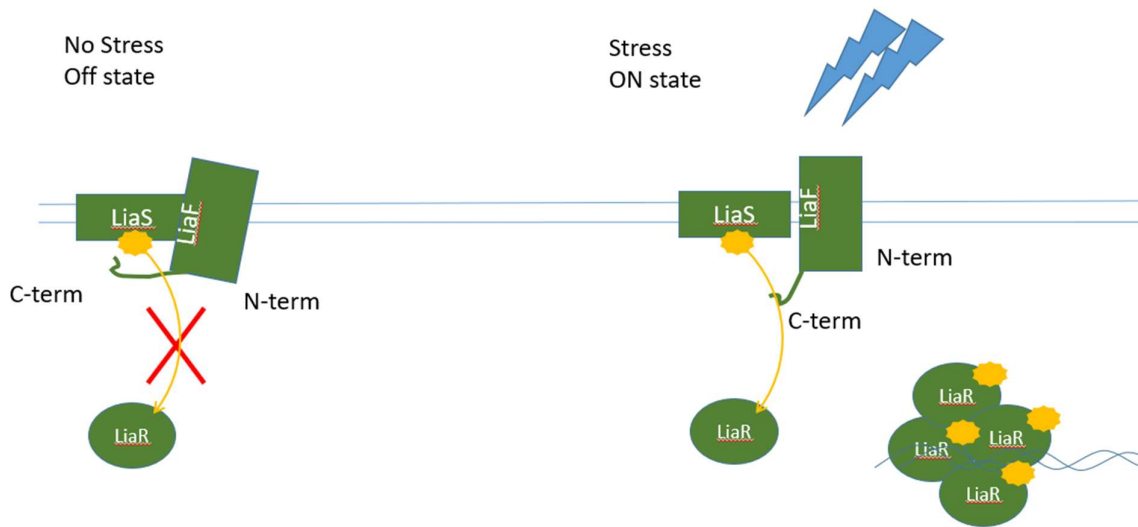 No Stress
Off state
LiaS
LiaF
C-term
N-term
LiaR
Stress
ON state
LiaS
LiaF
N-term
C-term
LiaR
LiaR
LiaR
LiaR
LiaR